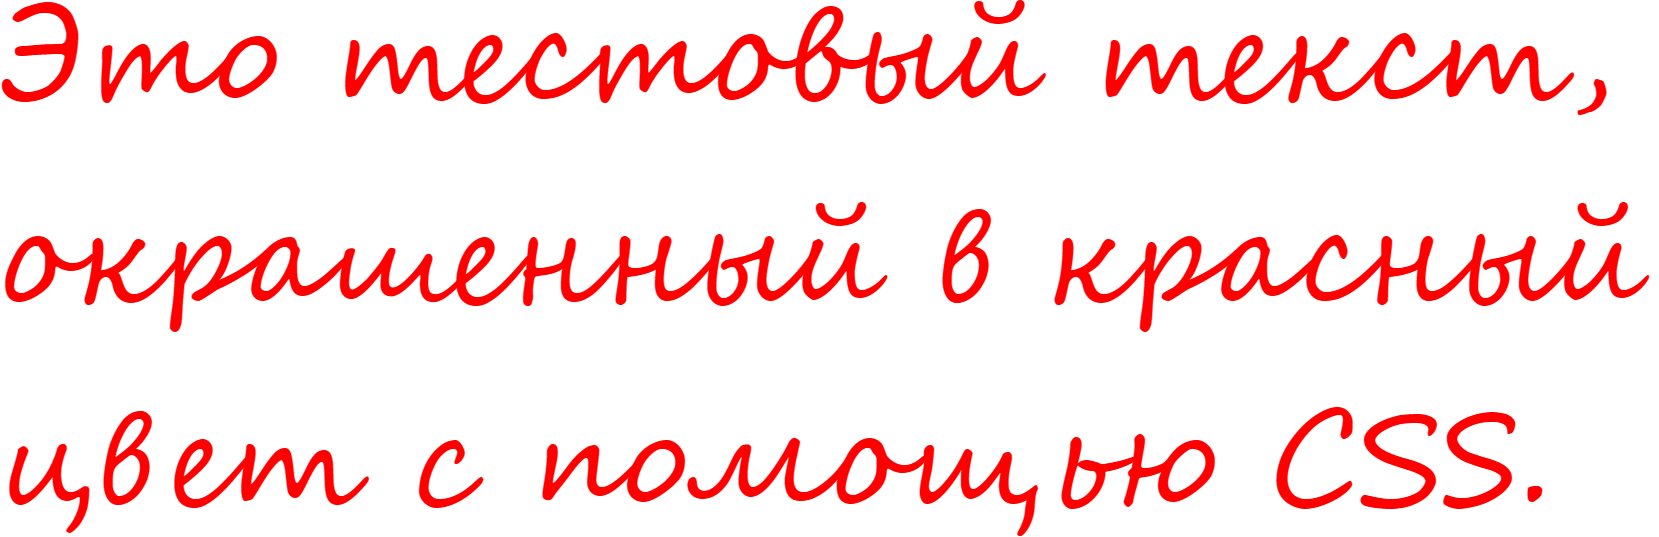 Это тестовый текст,
окрашенный в красный
цвет с помощью CSS.